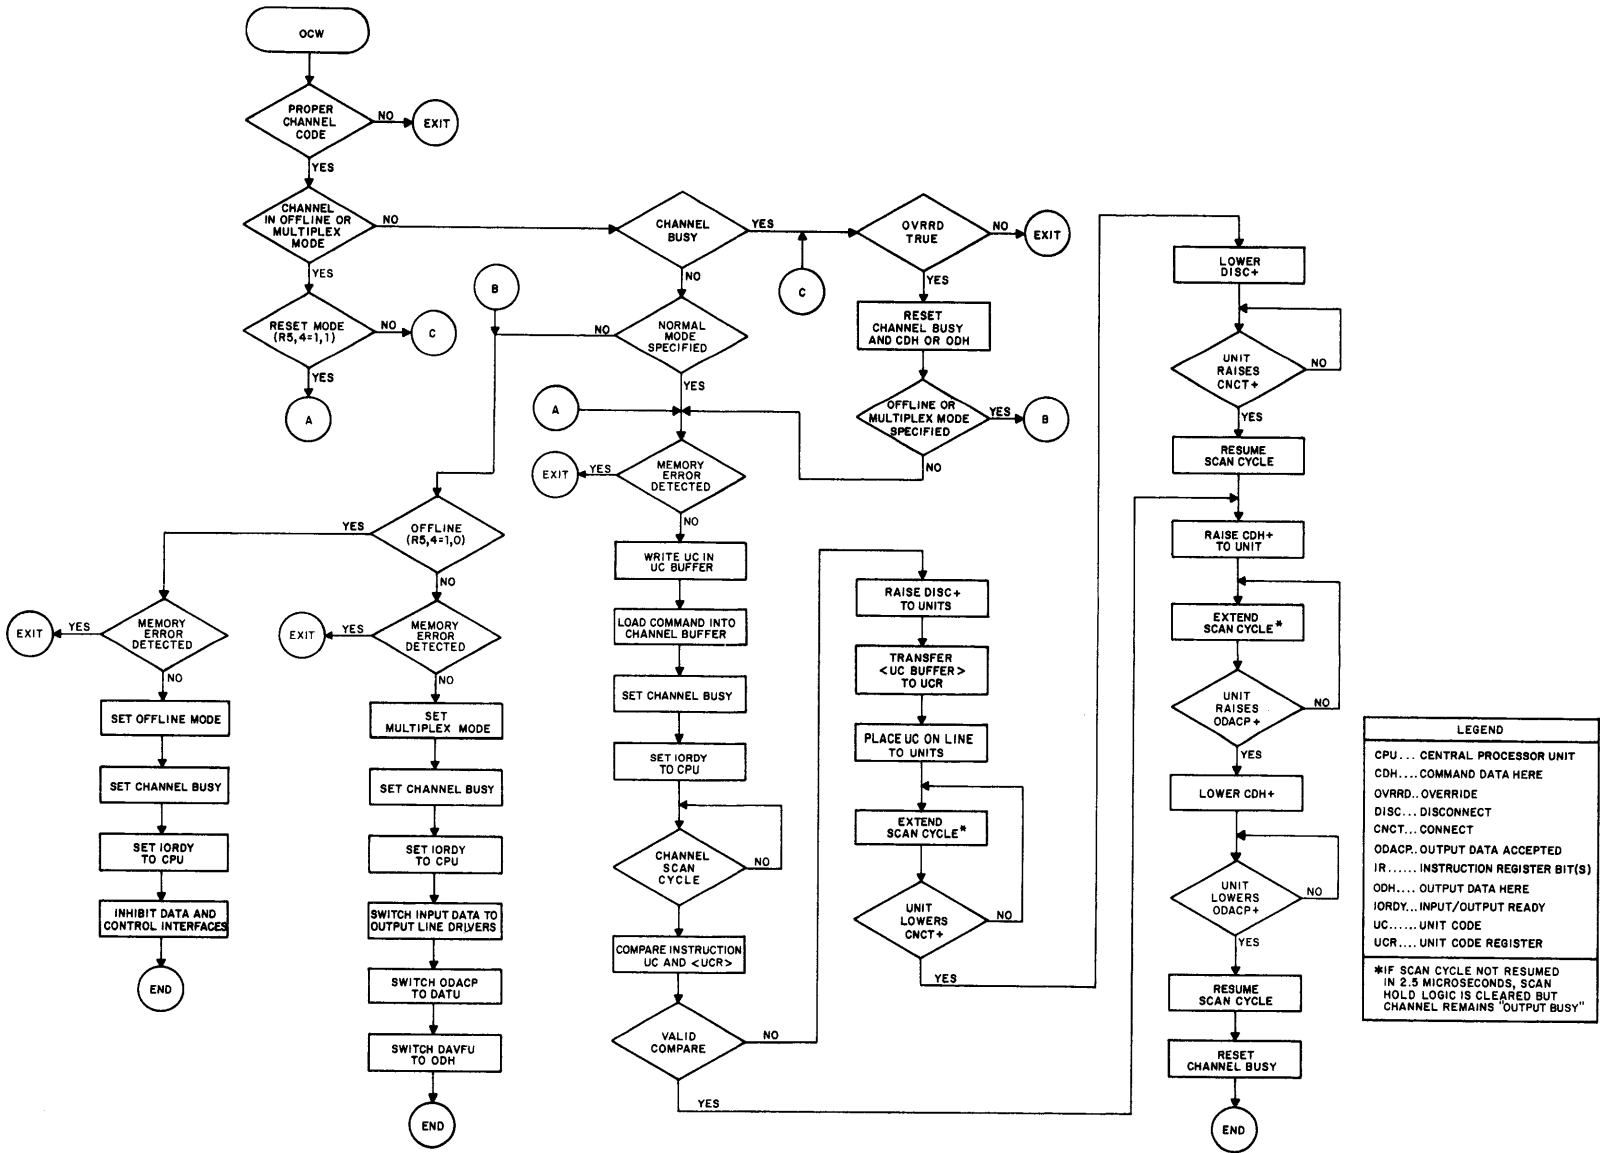 OCW
PROPER
CHANNEL
CODE
NO
EXIT
YES
CHANNEL
IN OFFLINE OR
MULTIPLEX
MODE
NO
YES
RESET MODE
(R5,4=1,1)
NO
C
YES
A
CHANNEL
BUSY
YES
C
NO
OVRRD
TRUE
NO
EXIT
YES
RESET
CHANNEL BUSY
AND CDH OR ODH
OFFLINE OR
MULTIPLEX MODE
SPECIFIED
YES
B
NO
B
NORMAL
MODE
SPECIFIED
NO
YES
A
MEMORY
ERROR
DETECTED
YES
EXIT
NO
WRITE UC IN
UC BUFFER
LOAD COMMAND INTO
CHANNEL BUFFER
SET CHANNEL BUSY
SET IORDY
TO CPU
CHANNEL
SCAN
CYCLE
NO
COMPARE INSTRUCTION
UC AND <UCR>
VALID
COMPARE
NO
YES
OFFLINE
(R5,4=1,0)
YES
NO
MEMORY
ERROR
DETECTED
YES
EXIT
NO
SET OFFLINE MODE
SET CHANNEL BUSY
SET IORDY
TO CPU
INHIBIT DATA AND
CONTROL INTERFACES
END
MEMORY
ERROR
DETECTED
YES
EXIT
NO
SET
MULTIPLEX MODE
SET CHANNEL BUSY
SET IORDY
TO CPU
SWITCH INPUT DATA TO
OUTPUT LINE DRIVERS
SWITCH ODACP
TO DATU
SWITCH DAVFU
TO ODH
END
RAISE DISC+
TO UNITS
TRANSFER
<UC BUFFER>
TO UCR
PLACE UC ON LINE
TO UNITS
EXTEND
SCAN CYCLE*
UNIT
LOWERS
CNCT+
NO
YES
LOWER
DISC+
UNIT
RAISES
CNCT+
NO
YES
RESUME
SCAN CYCLE
RAISE CDH+
TO UNIT
EXTEND
SCAN CYCLE*
UNIT
RAISES
ODACP+
NO
YES
LOWER CDH+
UNIT
LOWERS
ODACP+
NO
YES
RESUME
SCAN CYCLE
RESET
CHANNEL BUSY
END
LEGEND
CPU... CENTRAL PROCESSOR UNIT
CDH.... COMMAND DATA HERE
OVRRD.. OVERRIDE
DISC... DISCONNECT
CNCT... CONNECT
ODACP.. OUTPUT DATA ACCEPTED
IR...... INSTRUCTION REGISTER BIT(S)
ODH.... OUTPUT DATA HERE
IORDY... INPUT/OUTPUT READY
UC...... UNIT CODE
UCR.... UNIT CODE REGISTER
*IF SCAN CYCLE NOT RESUMED
IN 2.5 MICROSECONDS, SCAN
HOLD LOGIC IS CLEARED BUT
CHANNEL REMAINS "OUTPUT BUSY"